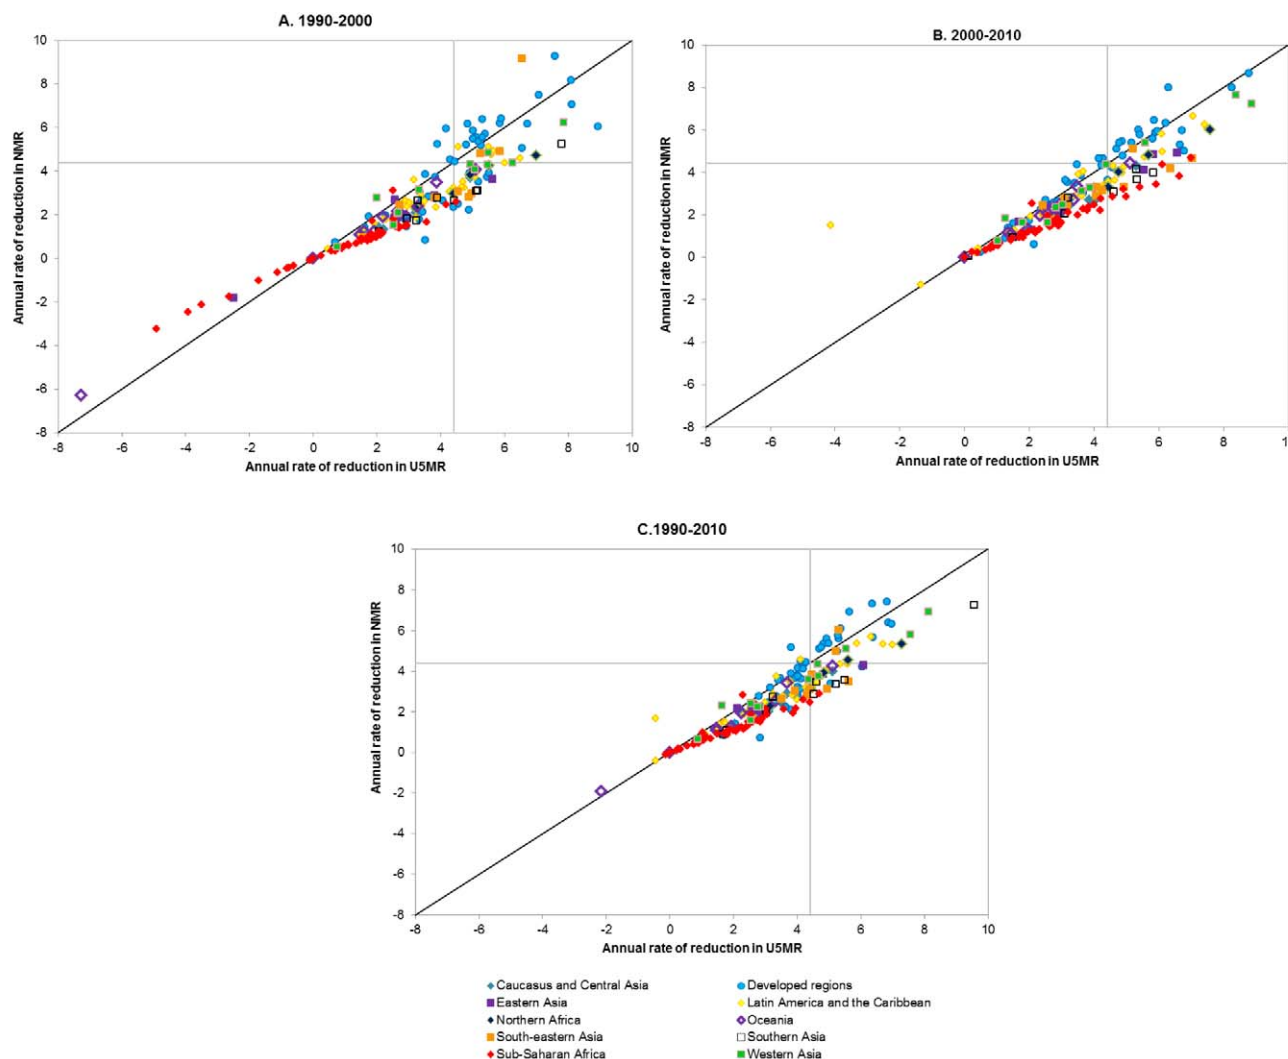 A. 1990-2000
10
8
6
4
2
0
-2
-4
-6
-8
-8 -6 -4 -2 0 2 4 6 8 10
Annual rate of reduction in NMR
Annual rate of reduction in U5MR
B. 2000-2010
10
8
6
4
2
0
-2
-4
-6
-8
-8 -6 -4 -2 0 2 4 6 8
Annual rate of reduction in NMR
Annual rate of reduction in U5MR
C.1990-2010
10
8
6
4
2
0
-2
-4
-6
-8
-8 -6 -4 -2 0 2 4 6 8 10
Annual rate of reduction in NMR
Annual rate of reduction in U5MR
Caucasus and Central Asia
Developed regions
Eastern Asia
Latin America and the Caribbean
Northern Africa
Oceania
South-eastern Asia
Southern Asia
Sub-Saharan Africa
Western Asia